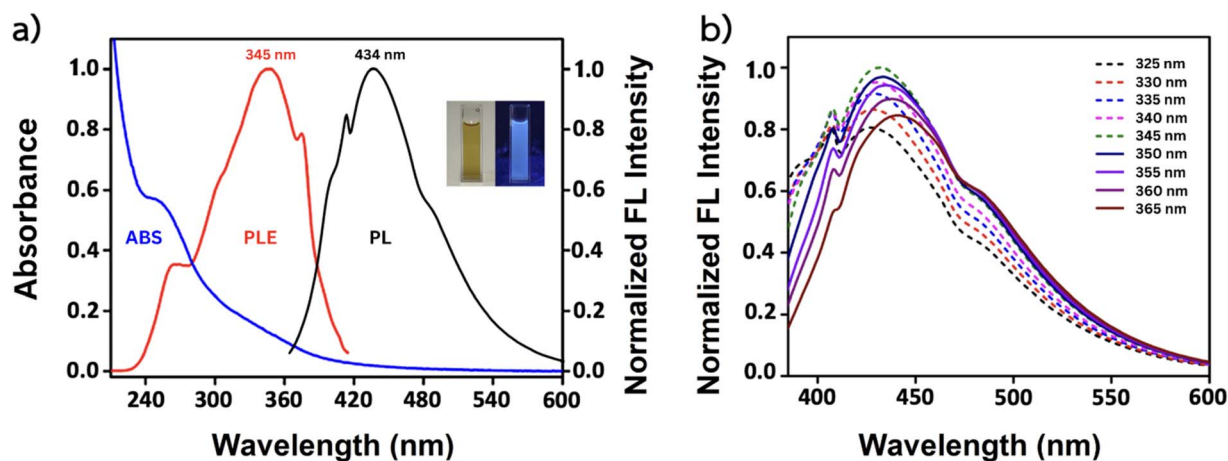 a)
345 nm
434 nm
1.0
0.8
0.6
0.4
0.2
0.0
Absorbance
ABS
PLE
PL
1.0
0.8
0.6
0.4
0.2
0.0
Normalized FL Intensity
240 300 360 420 480 540 600
Wavelength (nm)
b)
1.0
0.8
0.6
0.4
0.2
0.0
Normalized FL Intensity
325 nm
330 nm
335 nm
340 nm
345 nm
350 nm
355 nm
360 nm
365 nm
400 450 500 550 600
Wavelength (nm)